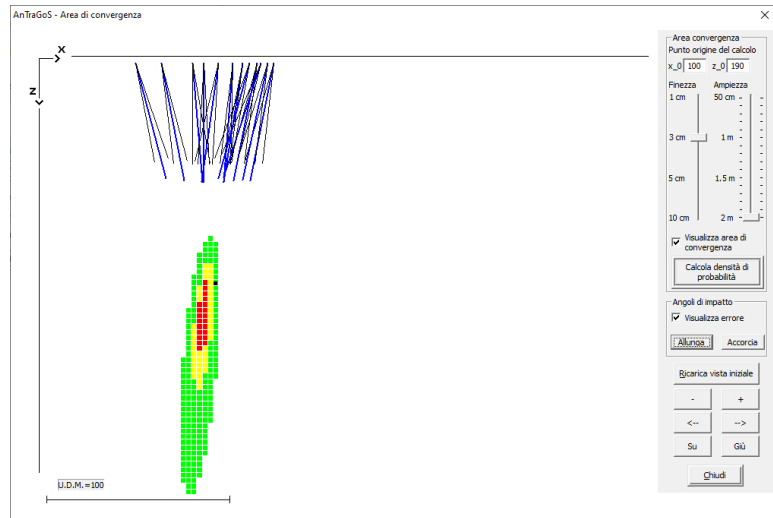 AnTraGoS - Area di convergenza
X
Z
U.D.M.=100
Area convergenza
Punto origine del calcolo
x_0 100 z_0 190
Finezza Ampiezza
1 cm 50 cm
3 cm 1 m
5 cm 1.5 m
10 cm 2 m
Visualizza area di
convergenza
Calcola densità di
probabilità
Angoli di impatto
Visualizza errore
Allunga Accorcia
Ricarica vista iniziale
- +
<-- -->
Su Giù
Chiudi